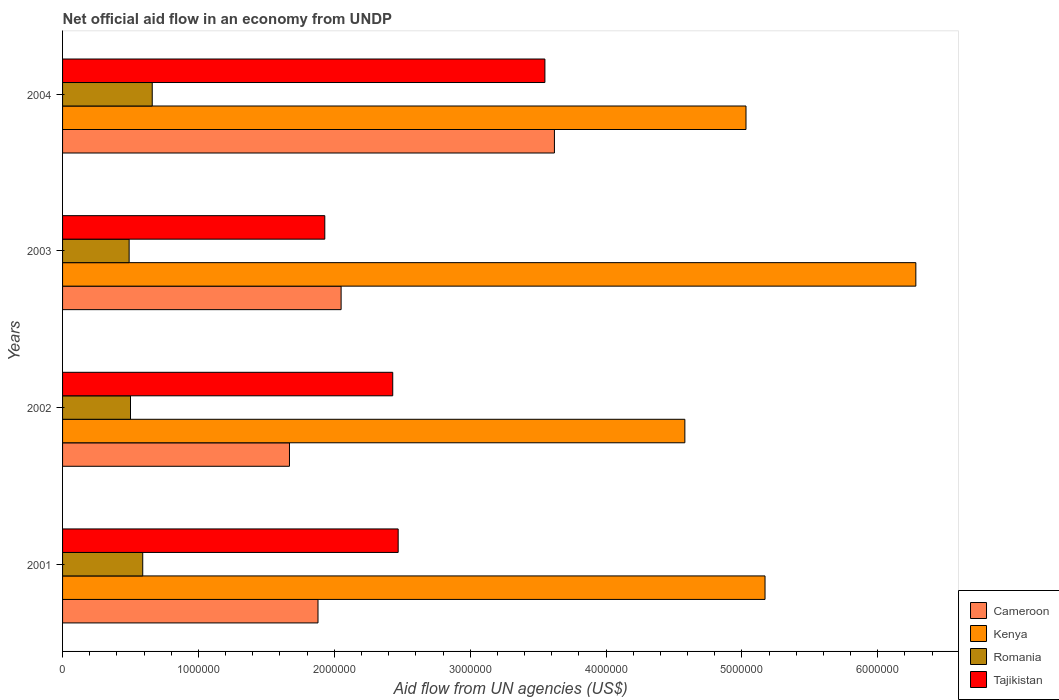 Net official aid flow in an economy from UNDP
2004
2003
2002
2001
Years
0
1000000
2000000
3000000
4000000
5000000
6000000
Aid flow from UN agencies (US$)
Cameroon
Kenya
Romania
Tajikistan